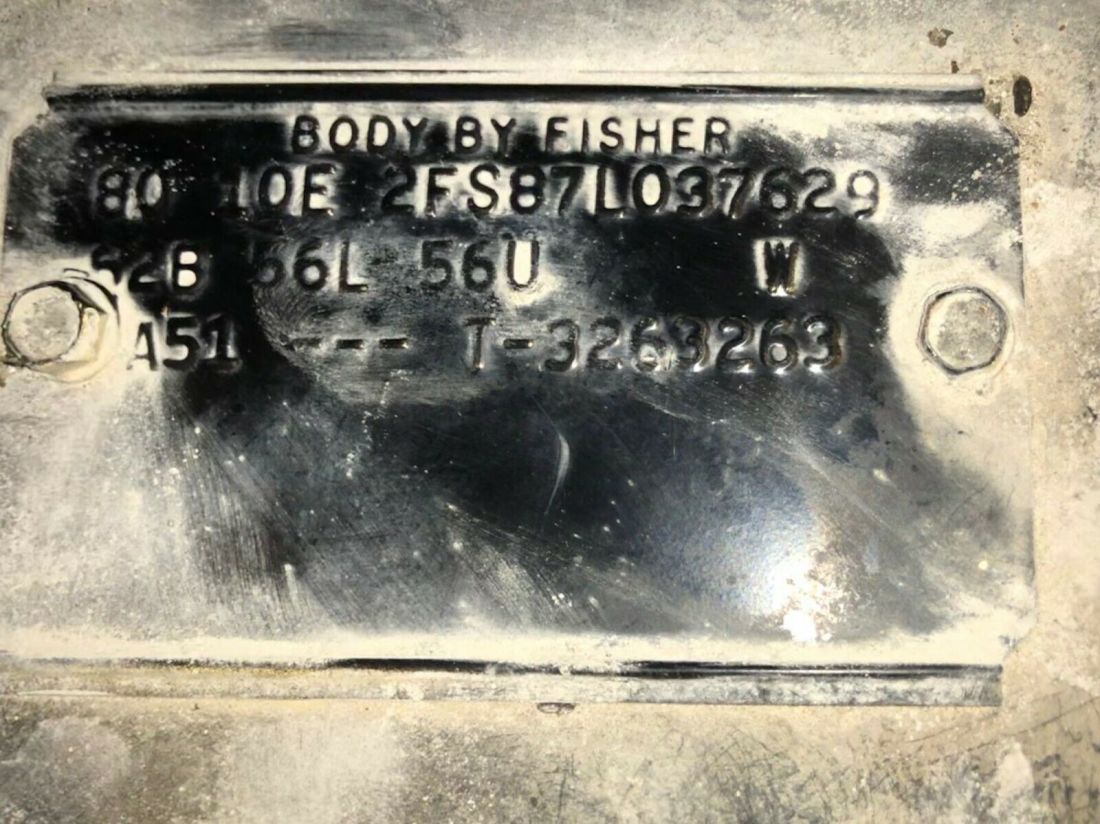 BODY BY FISHER
80 10E 2FS87L037629
92B 56L 56U W
A51 --- T-3263263